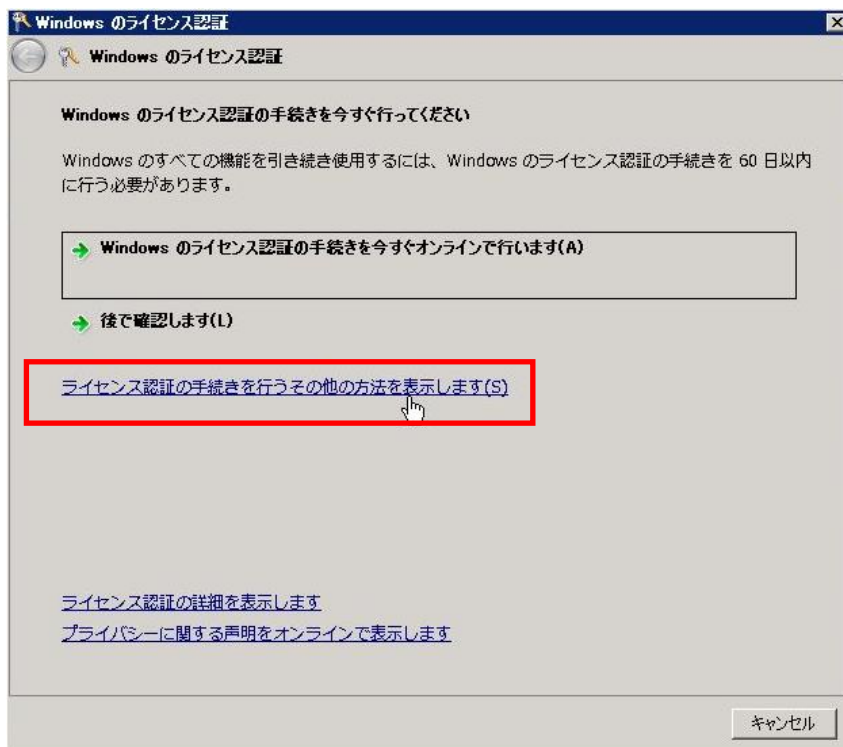 Windows のライセンス認証
Windows のライセンス認証
Windows のライセンス認証の手続きを今すぐ行ってください
Windows のすべての機能を引き続き使用するには、Windows のライセンス認証の手続きを 60 日以内
に行う必要があります。
Windows のライセンス認証の手続きを今すぐオンラインで行います(A)
後で確認します(L)
ライセンス認証の手続きを行うその他の方法を表示します(S)
ライセンス認証の詳細を表示します
プライバシーに関する声明をオンラインで表示します
キャンセル